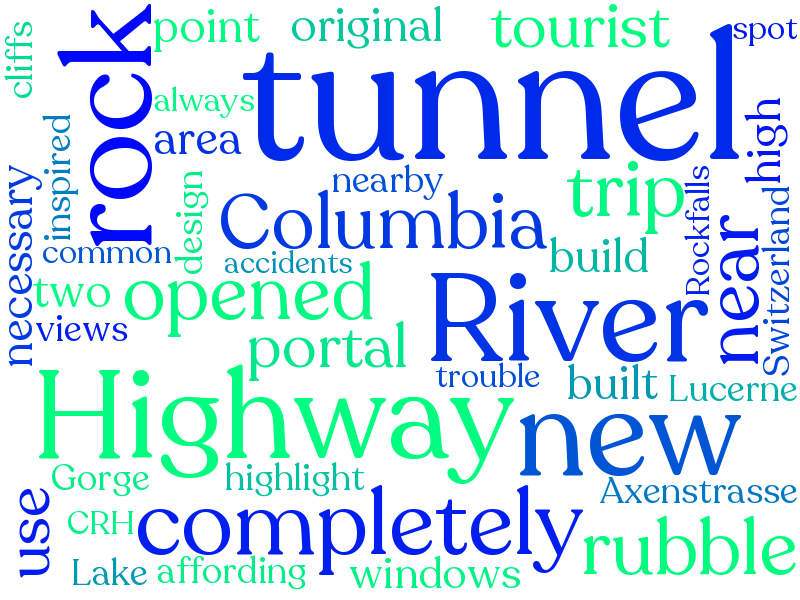 cliffs
rock
point
original
tourist
spot
tunnel
always
area
high
inspired
necessary
nearby
trip
design
Columbia
Rockfalls
Switzerland
near
common
accidents
build
two
opened
River
views
portal
trouble
built
Lucerne
Highway
new
Gorge
highlight
Axenstrasse
use
CRH
completely
rubble
Lake
affording
windows